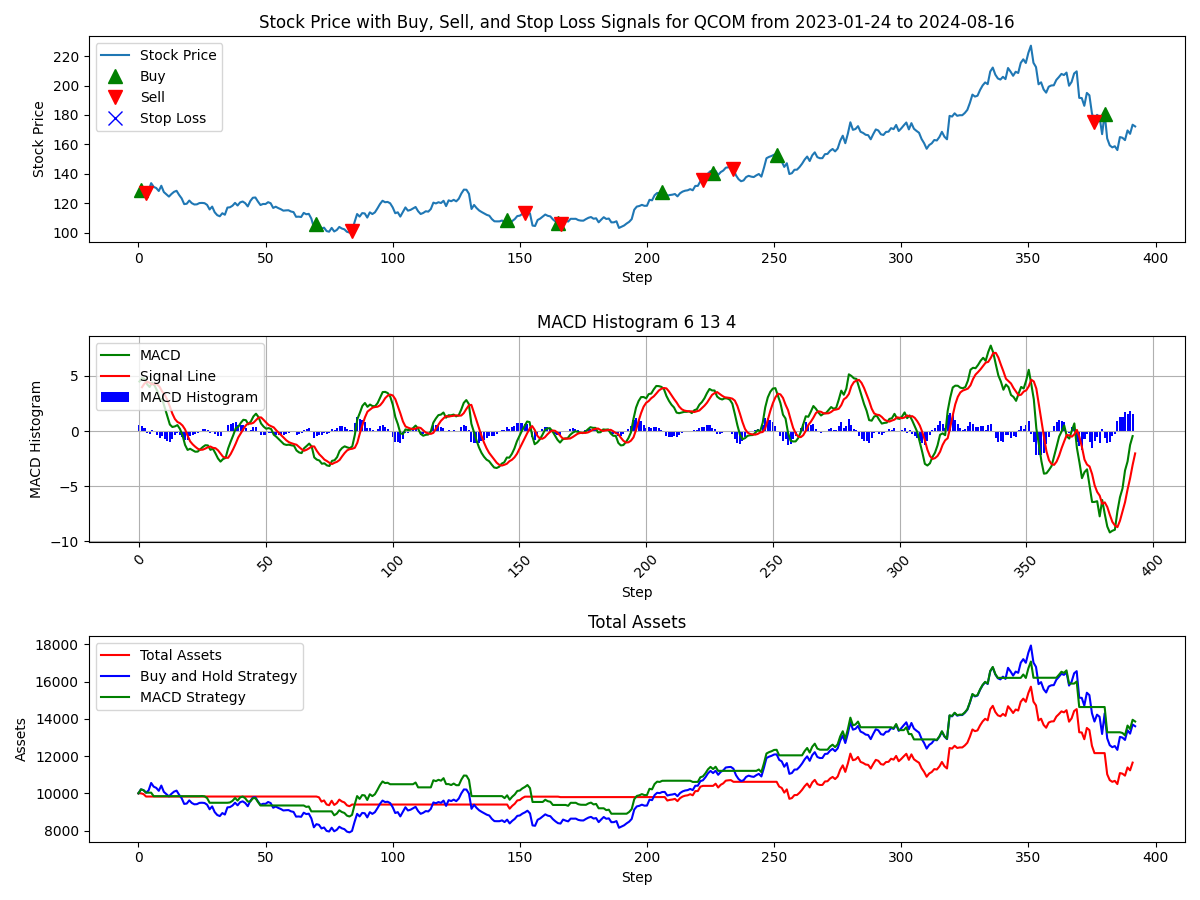 Stock Price with Buy, Sell, and Stop Loss Signals for QCOM from 2023-01-24 to 2024-08-16
Stock Price
Buy
Sell
Stop Loss
220
200
180
160
140
120
100
Stock Price
0 50 100 150 200 250 300 350 400
Step
MACD Histogram 6 13 4
MACD
Signal Line
MACD Histogram
5
0
−5
−10
MACD Histogram
0 50 100 150 200 250 300 350 400
Step
Total Assets
Total Assets
Buy and Hold Strategy
MACD Strategy
18000
16000
14000
12000
10000
8000
Assets
0 50 100 150 200 250 300 350 400
Step